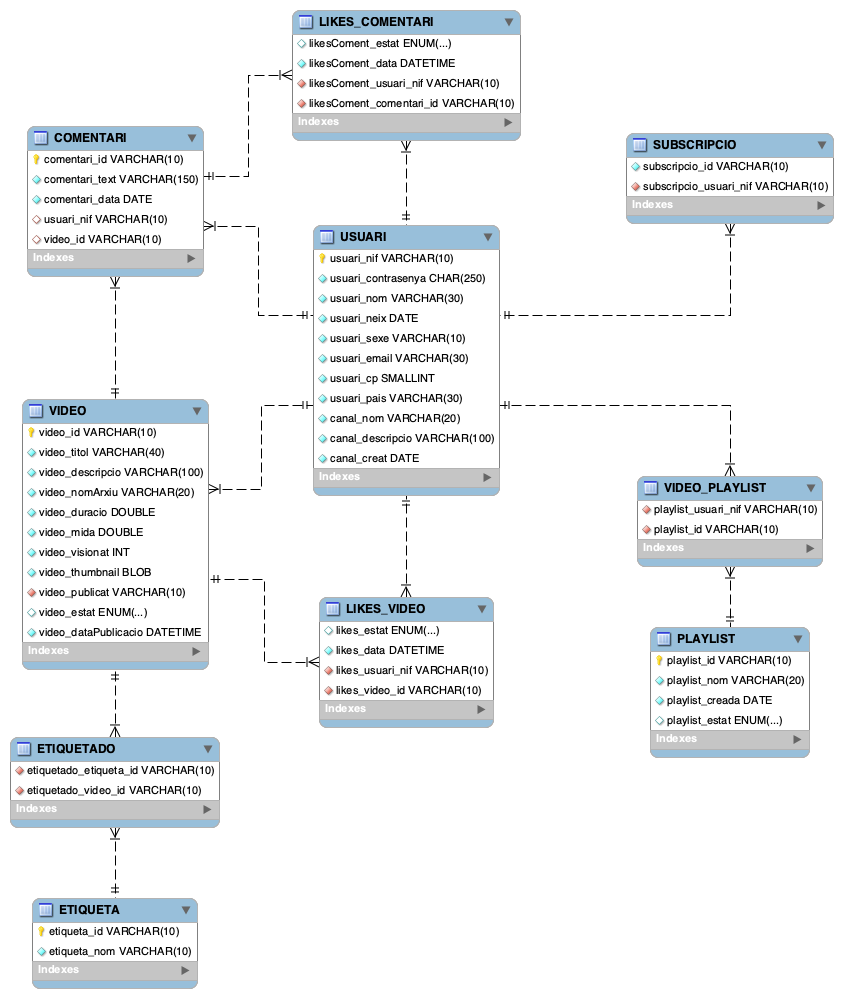 LIKES_COMENTARI
likesComent_estat ENUM(...)
likesComent_data DATETIME
likesComent_usuari_nif VARCHAR(10)
likesComent_comentari_id VARCHAR(10)
Indexes
COMENTARI
comentari_id VARCHAR(10)
comentari_text VARCHAR(150)
comentari_data DATE
usuari_nif VARCHAR(10)
video_id VARCHAR(10)
Indexes
SUBSCRIPCIO
subscripcio_id VARCHAR(10)
subscripcio_usuari_nif VARCHAR(10)
Indexes
USUARI
usuari_nif VARCHAR(10)
usuari_contrasenya CHAR(250)
usuari_nom VARCHAR(30)
usuari_neix DATE
usuari_sexe VARCHAR(10)
usuari_email VARCHAR(30)
usuari_cp SMALLINT
usuari_pais VARCHAR(30)
canal_nom VARCHAR(20)
canal_descripcio VARCHAR(100)
canal_creat DATE
Indexes
VIDEO
video_id VARCHAR(10)
video_titol VARCHAR(40)
video_descripcio VARCHAR(100)
video_nomArxiu VARCHAR(20)
video_duracio DOUBLE
video_mida DOUBLE
video_visionat INT
video_thumbnail BLOB
video_publicat VARCHAR(10)
video_estat ENUM(...)
video_dataPublicacio DATETIME
Indexes
VIDEO_PLAYLIST
playlist_usuari_nif VARCHAR(10)
playlist_id VARCHAR(10)
Indexes
LIKES_VIDEO
likes_estat ENUM(...)
likes_data DATETIME
likes_usuari_nif VARCHAR(10)
likes_video_id VARCHAR(10)
Indexes
PLAYLIST
playlist_id VARCHAR(10)
playlist_nom VARCHAR(20)
playlist_creada DATE
playlist_estat ENUM(...)
Indexes
ETIQUETADO
etiquetado_etiqueta_id VARCHAR(10)
etiquetado_video_id VARCHAR(10)
Indexes
ETIQUETA
etiqueta_id VARCHAR(10)
etiqueta_nom VARCHAR(10)
Indexes